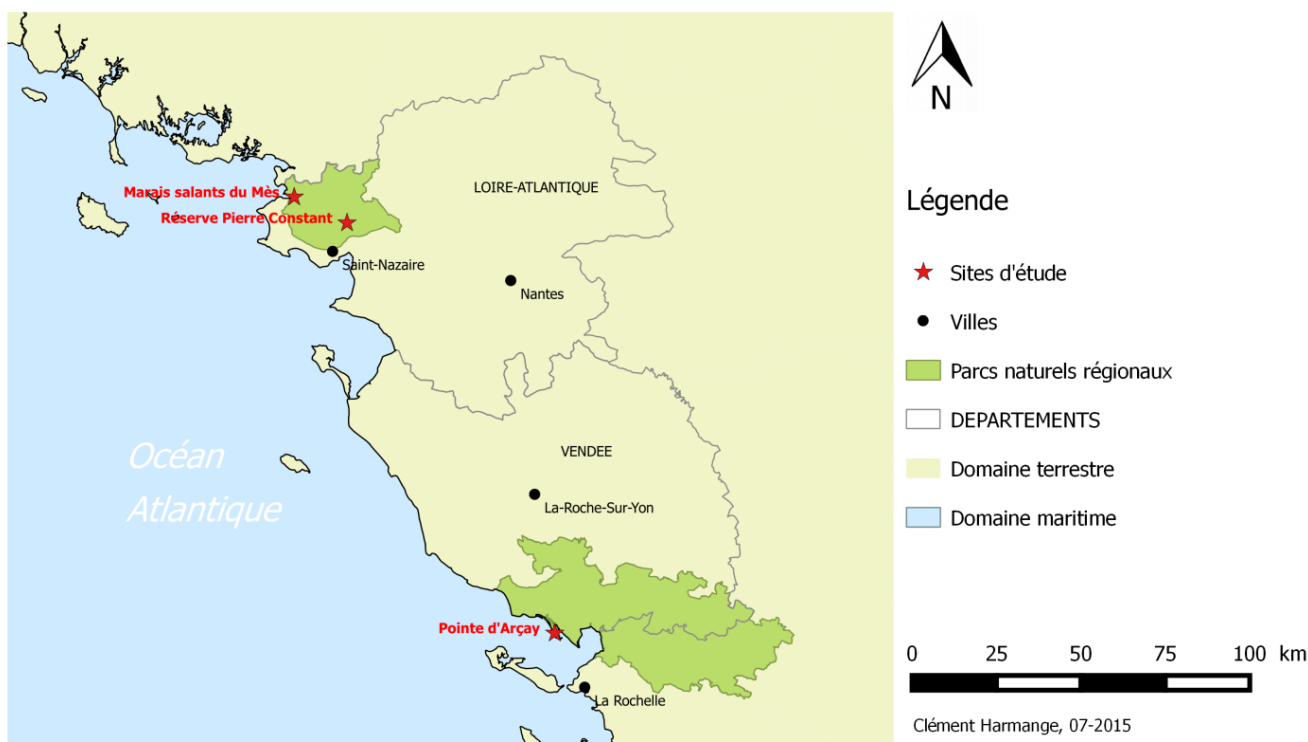 LOIRE-ATLANTIQUE
Marais salants du Mès
Réserve Pierre Constant
Saint-Nazaire
Nantes
Océan
Atlantique
VENDEE
La-Roche-Sur-Yon
Pointe d'Arçay
La Rochelle
N
Légende
Sites d'étude
Villes
Parcs naturels régionaux
DEPARTEMENTS
Domaine terrestre
Domaine maritime
0 25 50 75 100 km
Clément Harmange, 07-2015